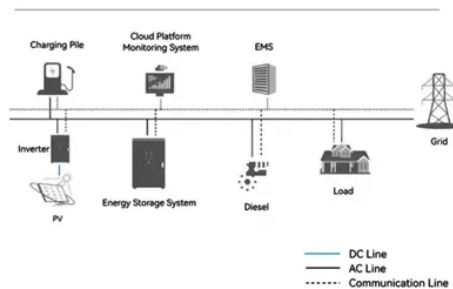 Charging Pile
Cloud Platform
Monitoring System
EMS
Grid
Inverter
PV
Energy Storage System
Diesel
Load
DC Line
AC Line
Communication Line